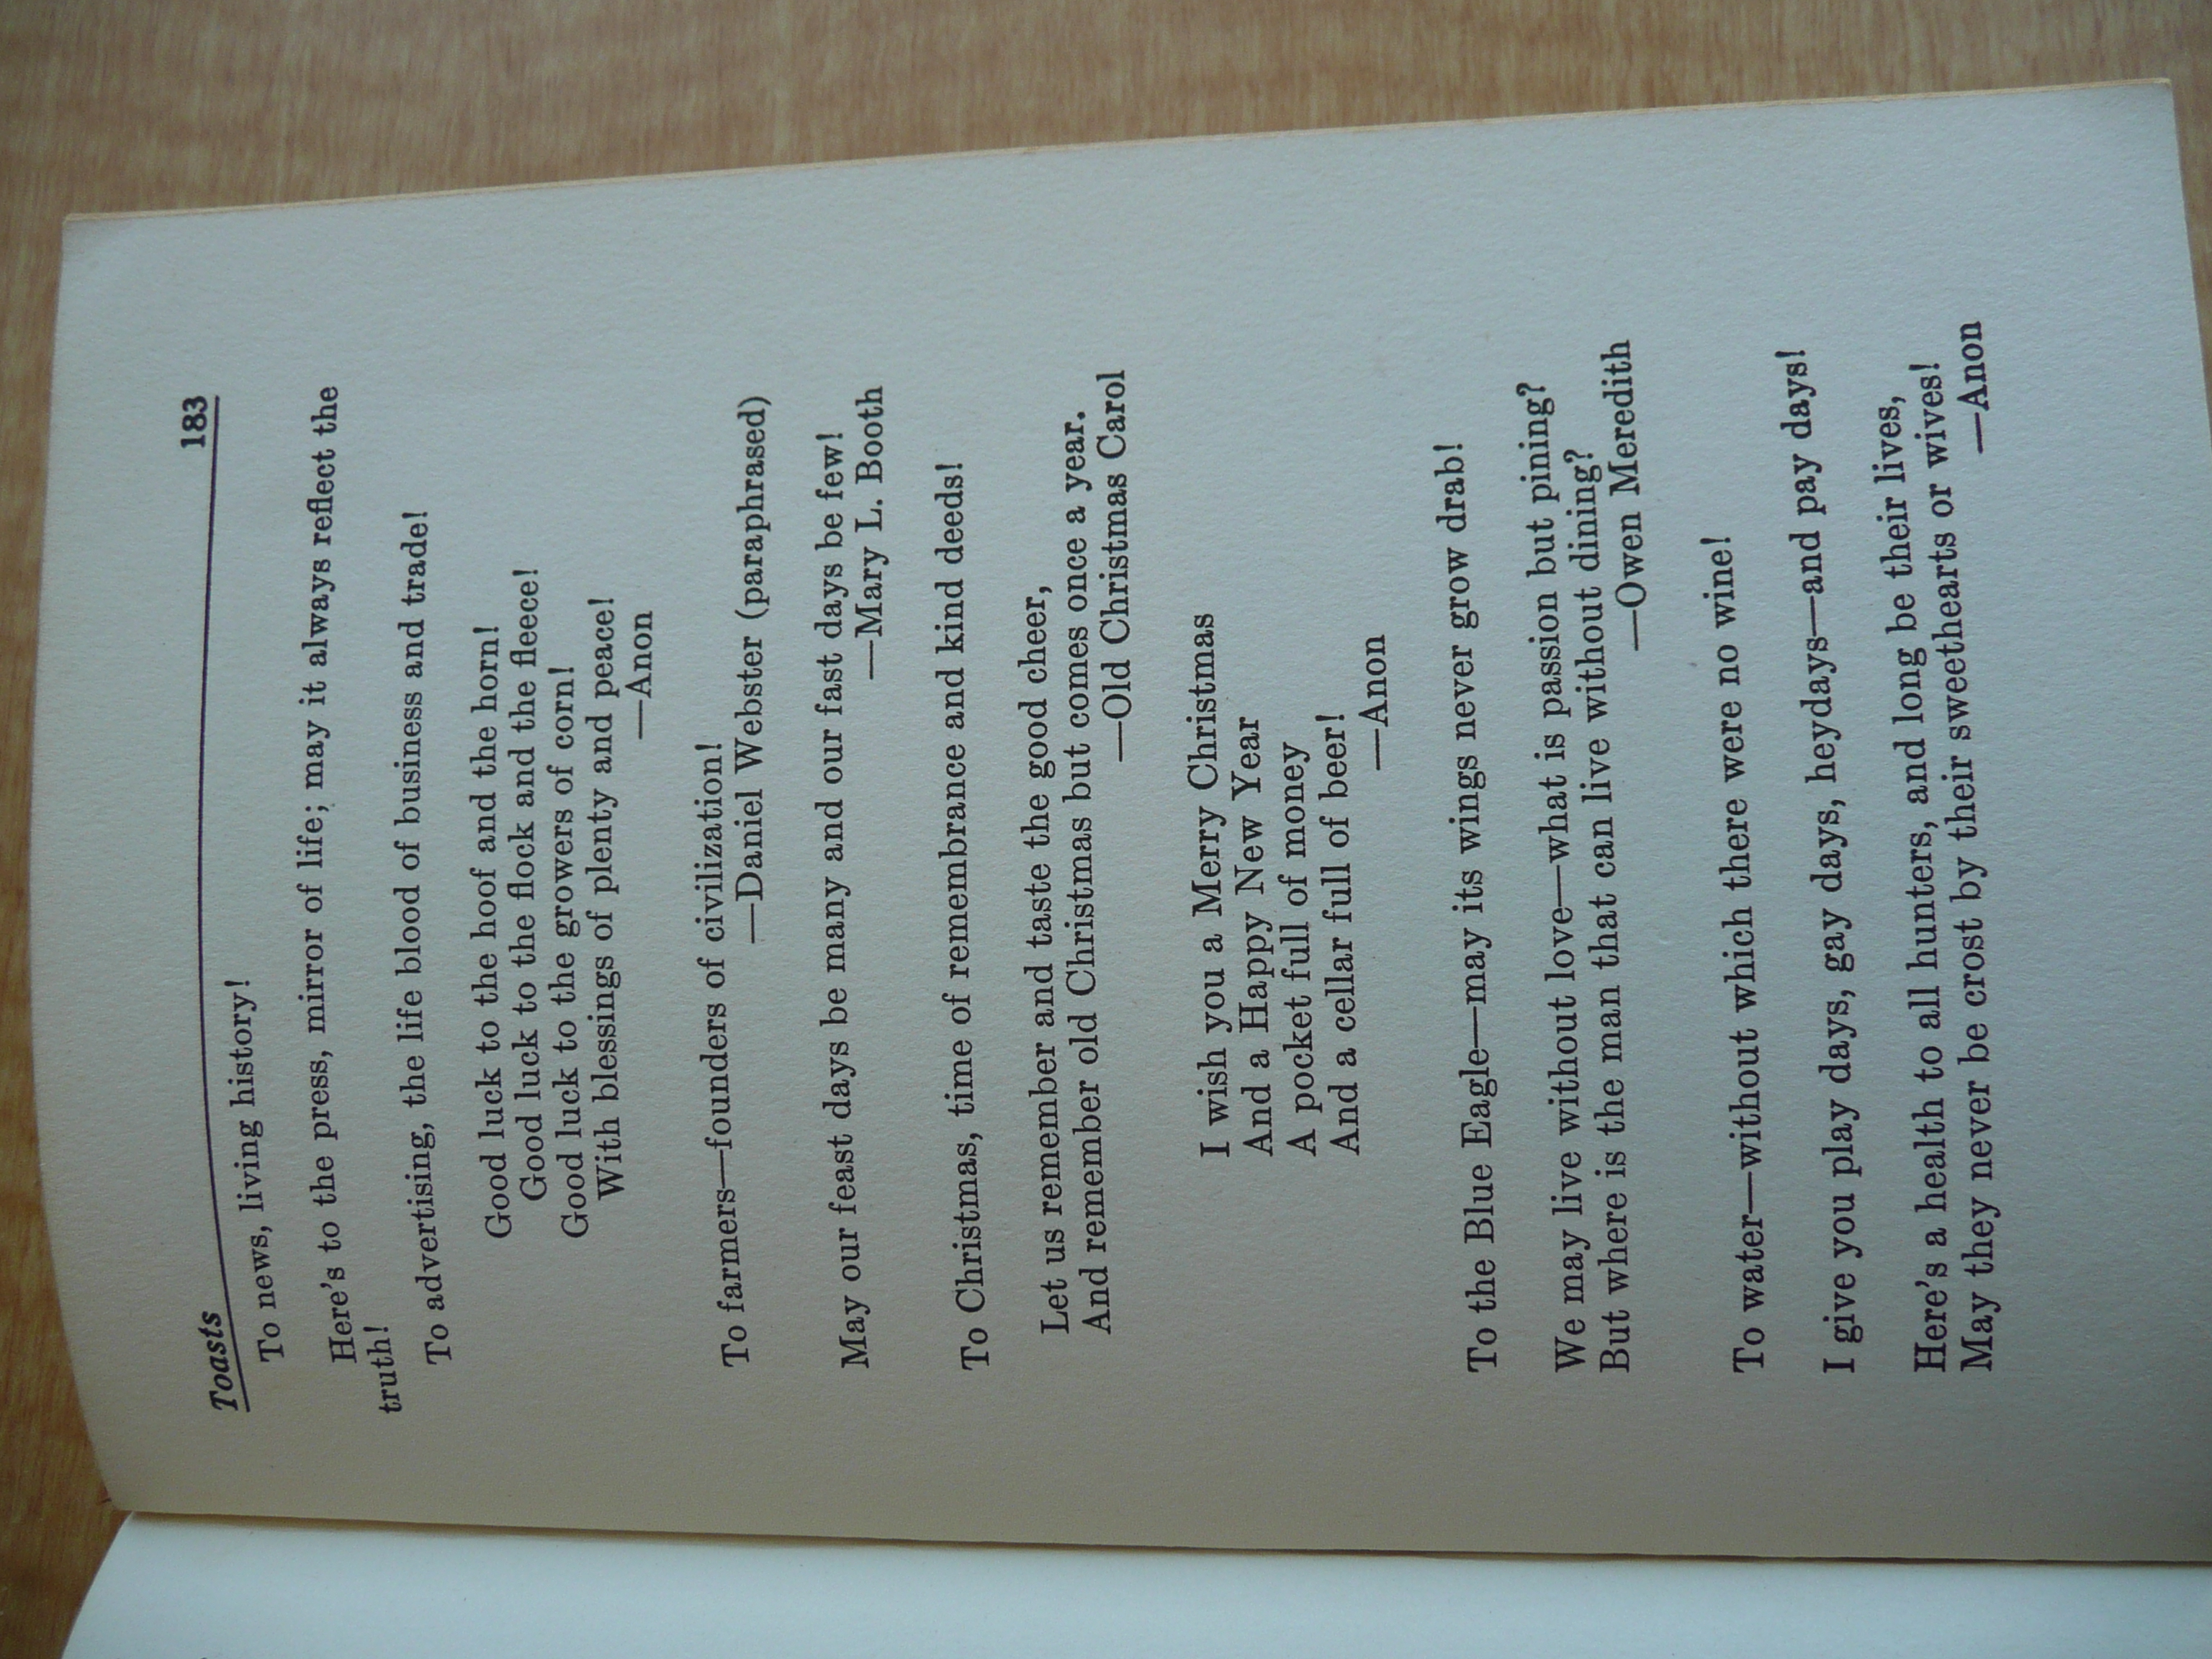 Toasts 183
To news, living history!
Here's to the press, mirror of life; may it always reflect the
truth!
To advertising, the life blood of business and trade!
Good luck to the hoof and the horn!
Good luck to the flock and the fleece!
Good luck to the growers of corn!
With blessings of plenty and peace!
—Anon
To farmers—founders of civilization!
—Daniel Webster (paraphrased)
May our feast days be many and our fast days be few!
—Mary L. Booth
To Christmas, time of remembrance and kind deeds!
Let us remember and taste the good cheer,
And remember old Christmas but comes once a year.
—Old Christmas Carol
I wish you a Merry Christmas
And a Happy New Year
A pocket full of money
And a cellar full of beer!
—Anon
To the Blue Eagle—may its wings never grow drab!
We may live without love—what is passion but pining?
But where is the man that can live without dining?
—Owen Meredith
To water—without which there were no wine!
I give you play days, gay days, heydays—and pay days!
Here's a health to all hunters, and long be their lives,
May they never be crost by their sweethearts or wives!
—Anon